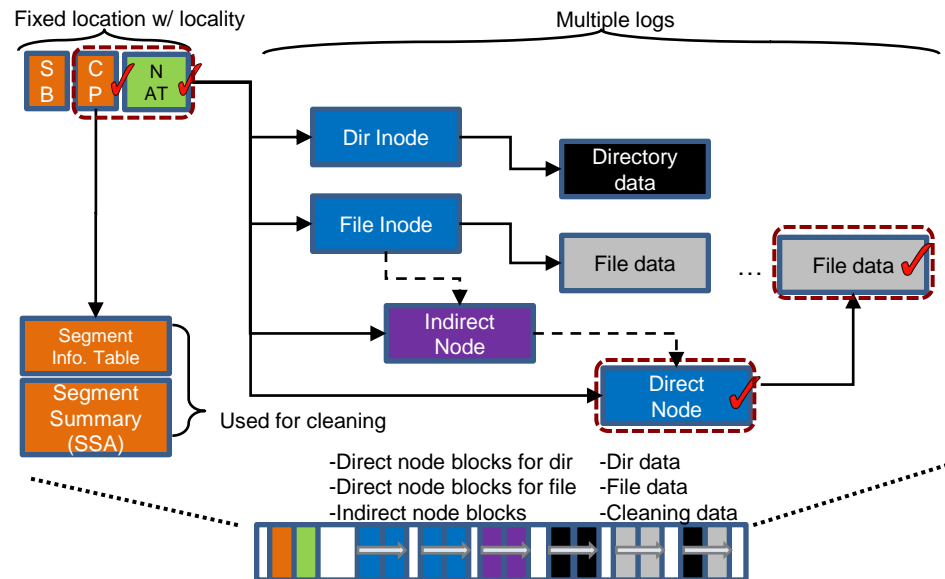 Fixed location w/ locality
Multiple logs
S
B
C
P
N
AT
Dir Inode
Directory
data
File Inode
File data
...
File data
Indirect
Node
Segment
Info. Table
Direct
Node
Segment
Summary
(SSA)
Used for cleaning
-Direct node blocks for dir
-Direct node blocks for file
-Indirect node blocks
-Dir data
-File data
-Cleaning data